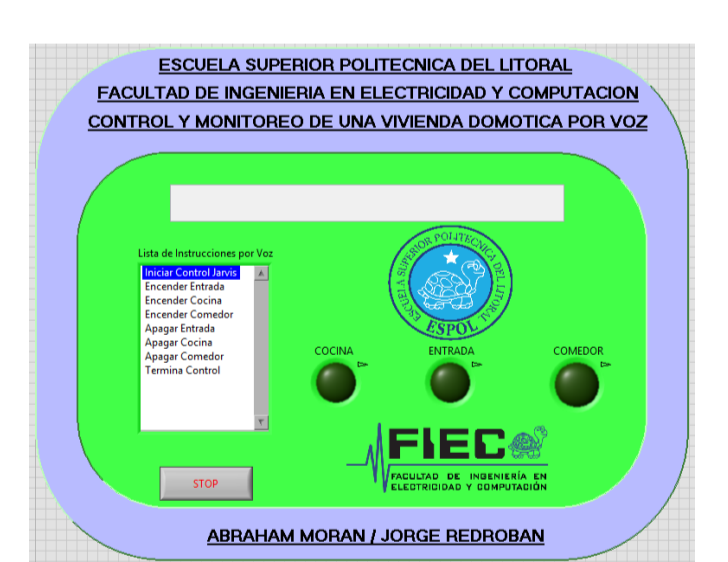 ESCUELA SUPERIOR POLITECNICA DEL LITORAL
FACULTAD DE INGENIERIA EN ELECTRICIDAD Y COMPUTACION
CONTROL Y MONITOREO DE UNA VIVIENDA DOMOTICA POR VOZ
Lista de Instrucciones por Voz
Iniciar Control Jarvis
Encender Entrada
Encender Cocina
Encender Comedor
Apagar Entrada
Apagar Cocina
Apagar Comedor
Termina Control
ESCUELA SUPERIOR POLITECNICA DEL LITORAL
ESPOL
COCINA
ENTRADA
COMEDOR
FIEC
FACULTAD DE INGENIERÍA EN
ELECTRICIDAD Y COMPUTACIÓN
STOP
ABRAHAM MORAN / JORGE REDROBAN